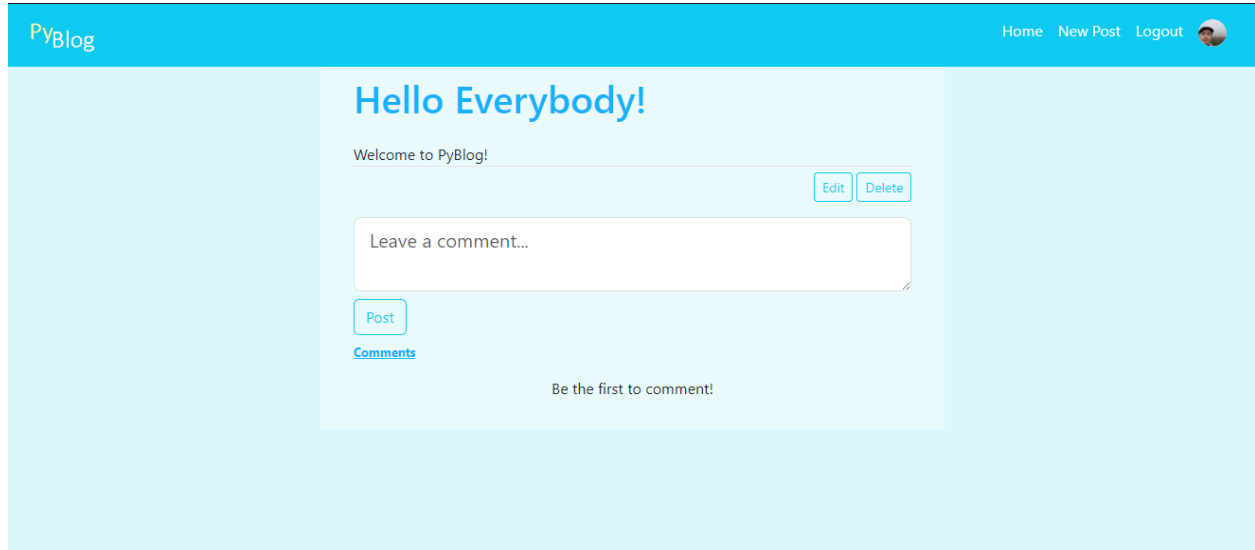 PyBlog Home New Post Logout
Hello Everybody!
Welcome to PyBlog!
Edit Delete
Leave a comment...
Post
Comments
Be the first to comment!